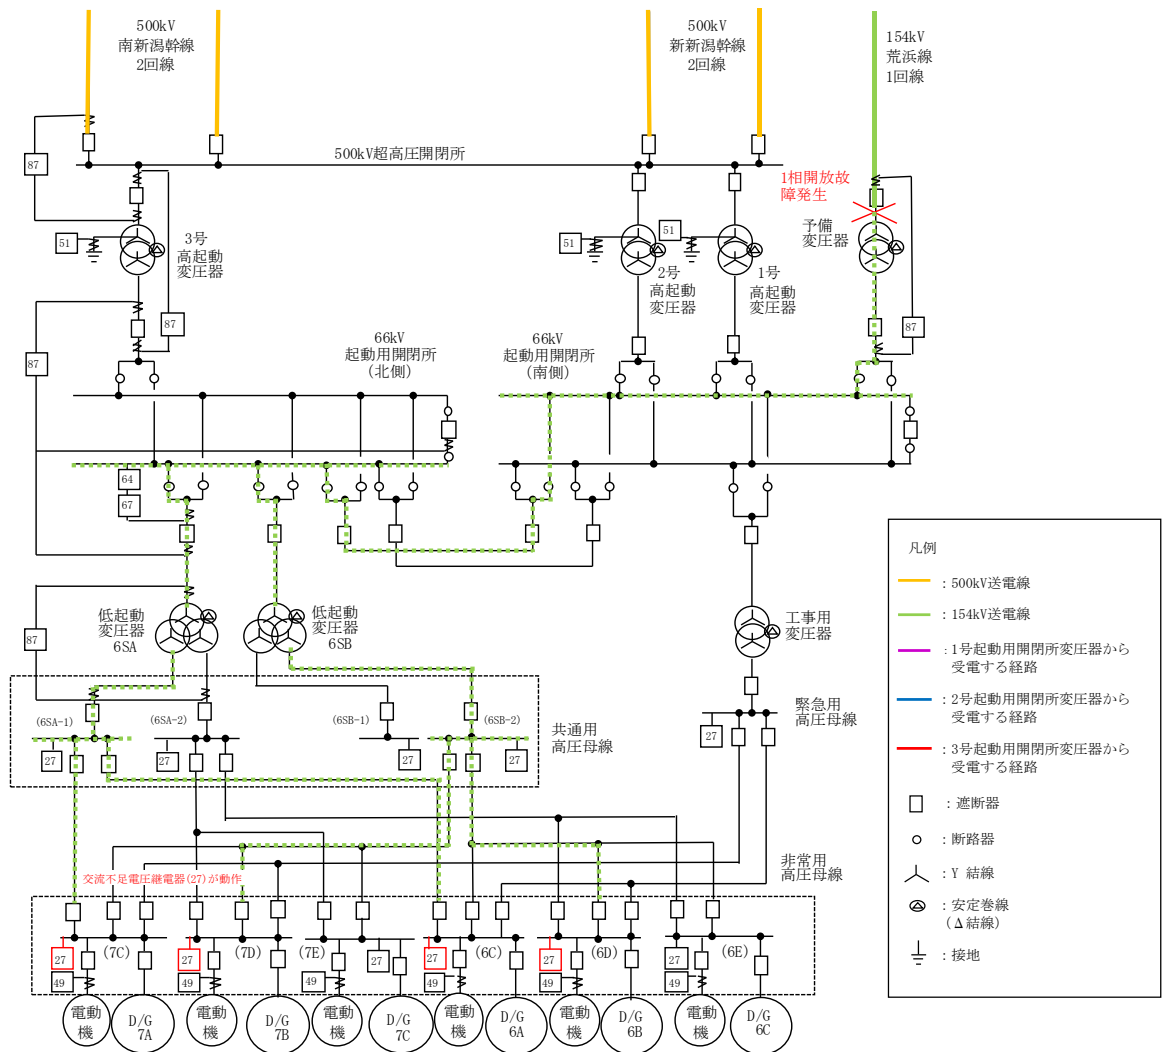 500kV
南新潟幹線
2回線
500kV
新新潟幹線
2回線
154kV
荒浜線
1回線
500kV超高圧開閉所
1相開放故
障発生
87
87
51
3号
高起動
変圧器
51
2号
高起動
変圧器
51
1号
高起動
変圧器
予備
変圧器
87
87
66kV
起動用開閉所
(北側)
66kV
起動用開閉所
(南側)
64
67
87
低起動
変圧器
6SA
低起動
変圧器
6SB
工事用
変圧器
(6SA-1)
(6SA-2)
(6SB-1)
(6SB-2)
共通用
高圧母線
緊急用
高圧母線
27
27
27
27
27
交流不足電圧継電器(27)が動作
非常用
高圧母線
(7C)
(7D)
(7E)
(6C)
(6D)
(6E)
27
27
27
27
27
27
49
49
49
49
49
49
電動
機
D/G
7A
電動
機
D/G
7B
電動
機
D/G
7C
電動
機
D/G
6A
電動
機
D/G
6B
電動
機
D/G
6C
凡例
：500kV送電線
：154kV送電線
：1号起動用開閉所変圧器から
受電する経路
：2号起動用開閉所変圧器から
受電する経路
：3号起動用開閉所変圧器から
受電する経路
：遮断器
：断路器
：Y 結線
：安定巻線
(Δ結線)
：接地